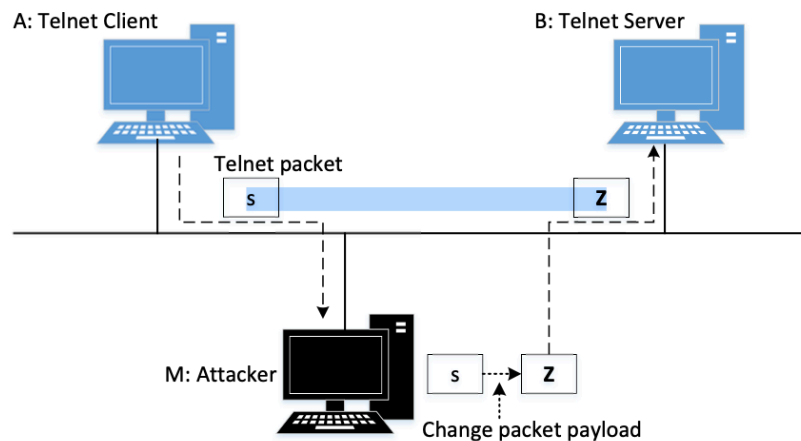 A: Telnet Client
B: Telnet Server
Telnet packet
s
Z
M: Attacker
s
Z
Change packet payload